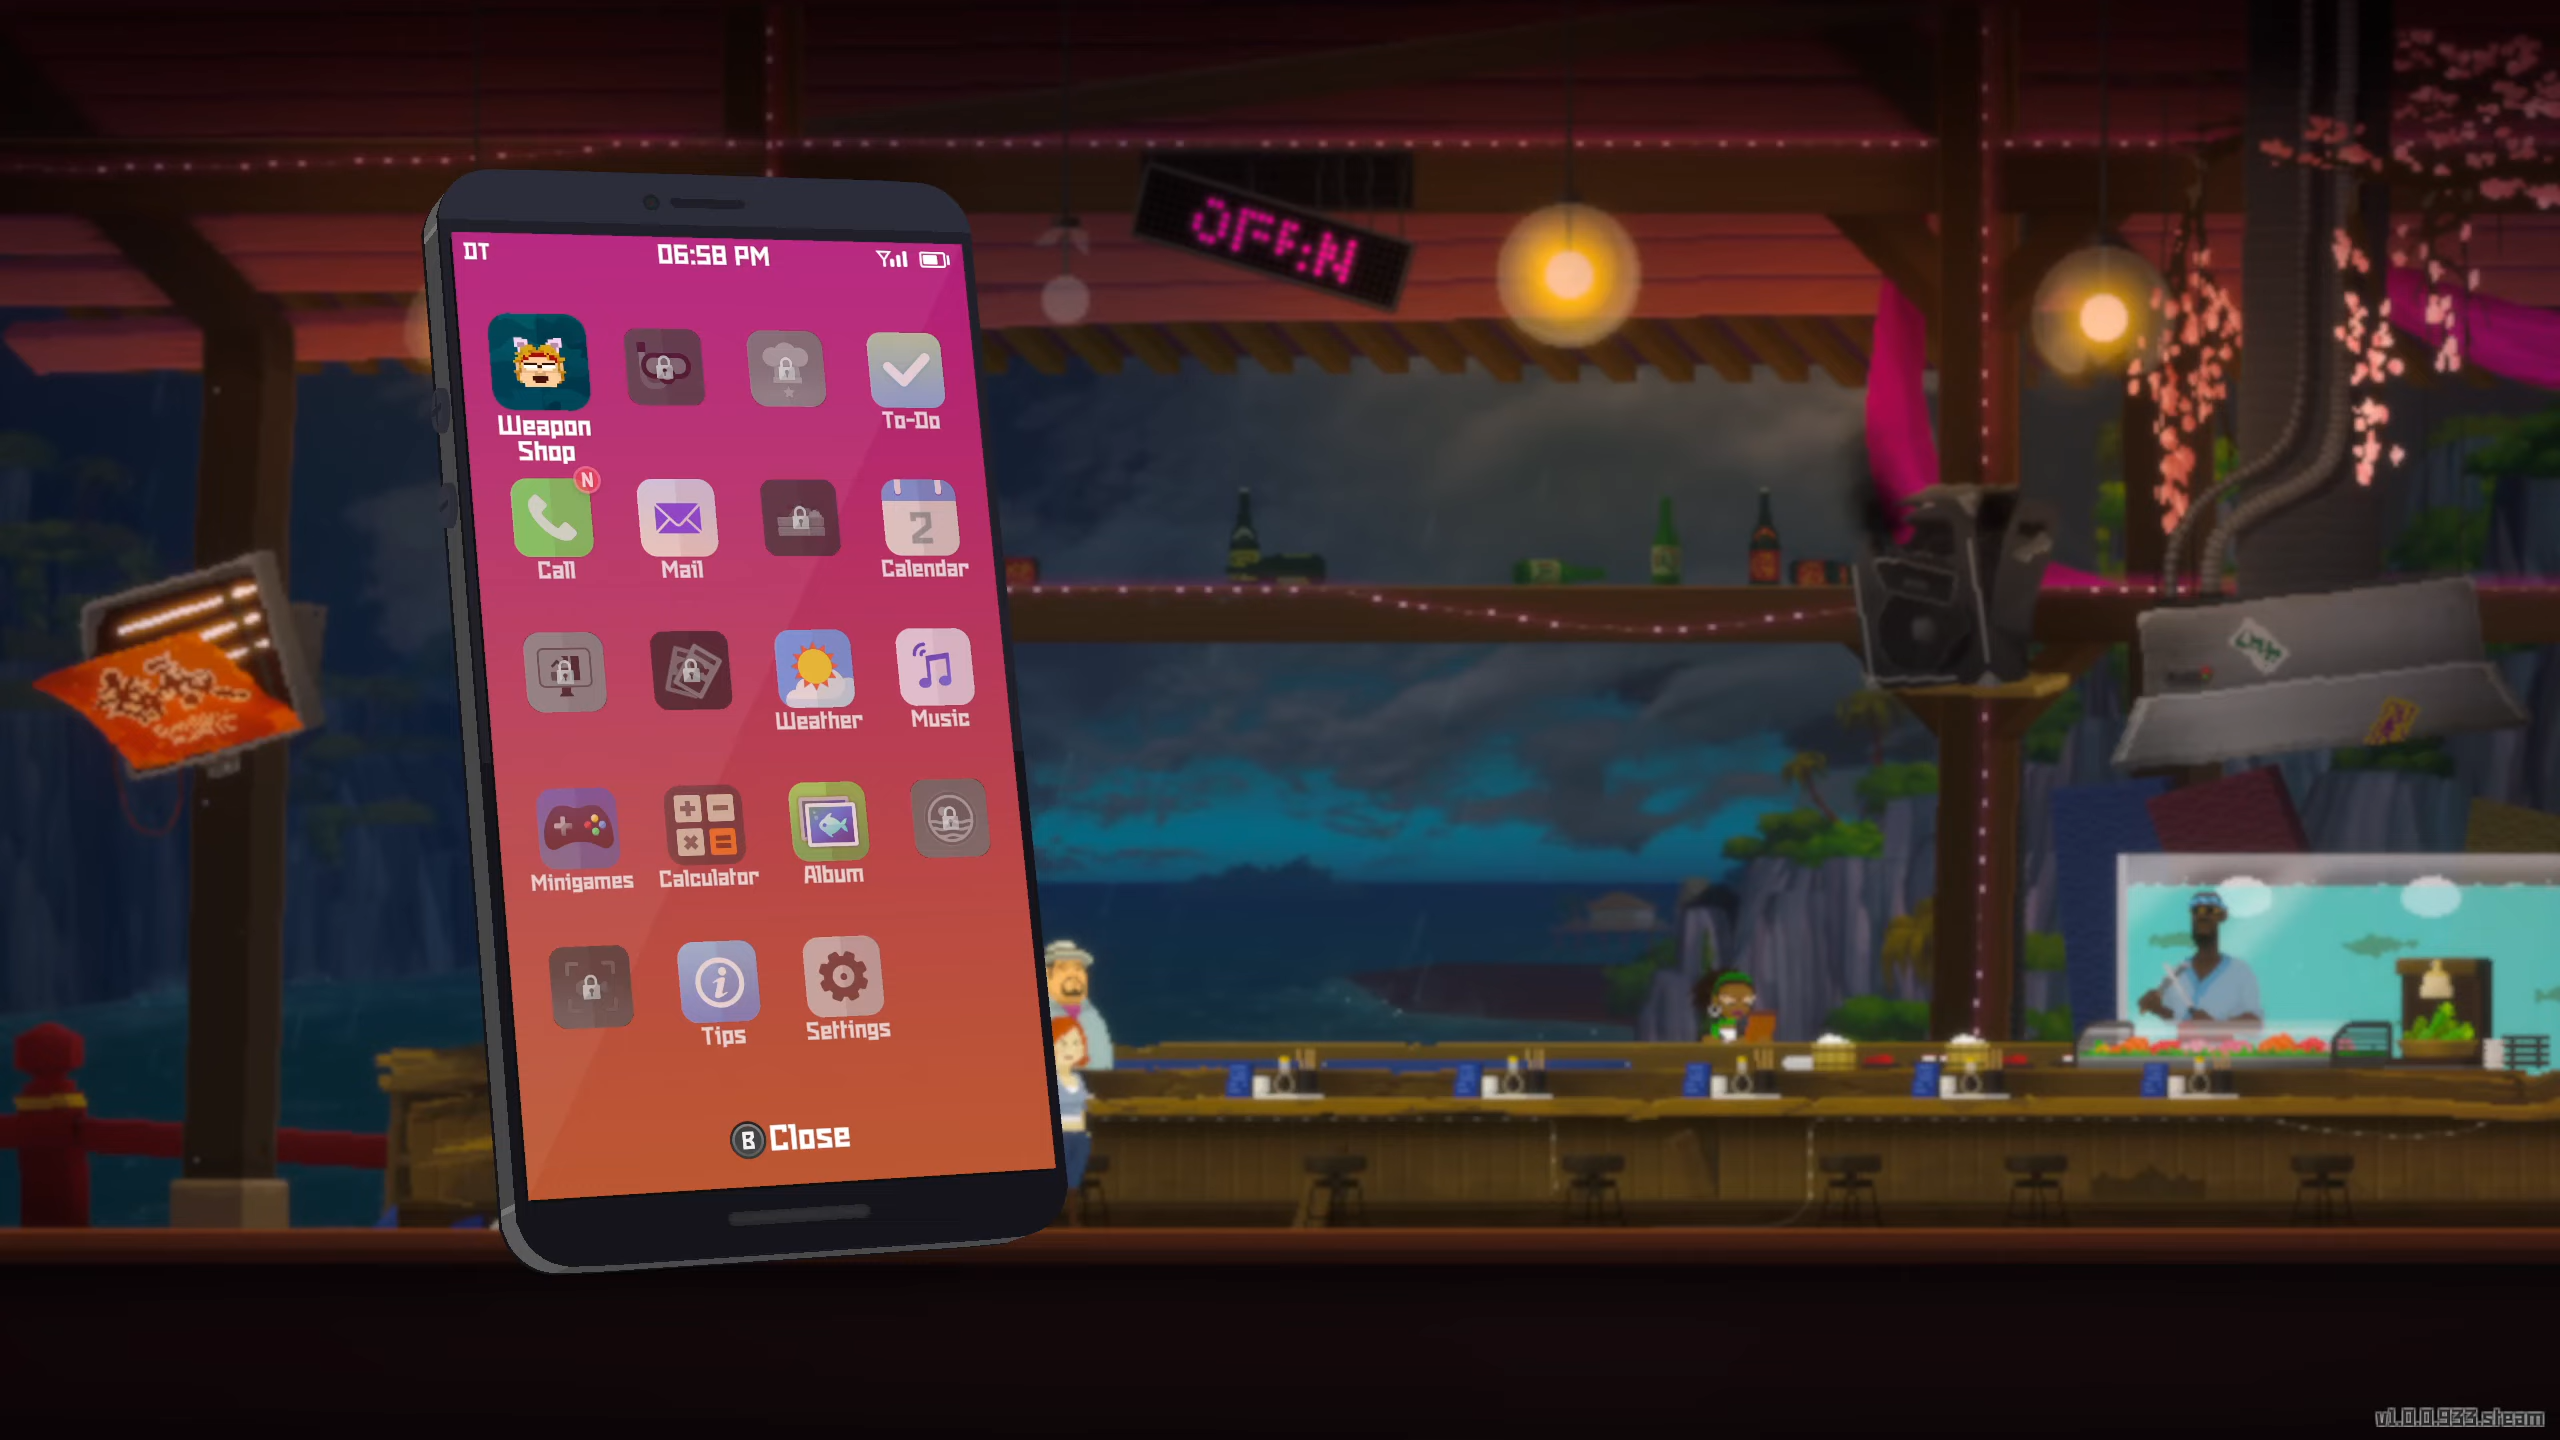 DT
06:58 PM
Weapon
Shop
To-Do
N
Call
Mail
2
Calendar
Weather
Music
Minigames
Calculator
Album
Tips
Settings
B Close
v1.0.0.933.steam